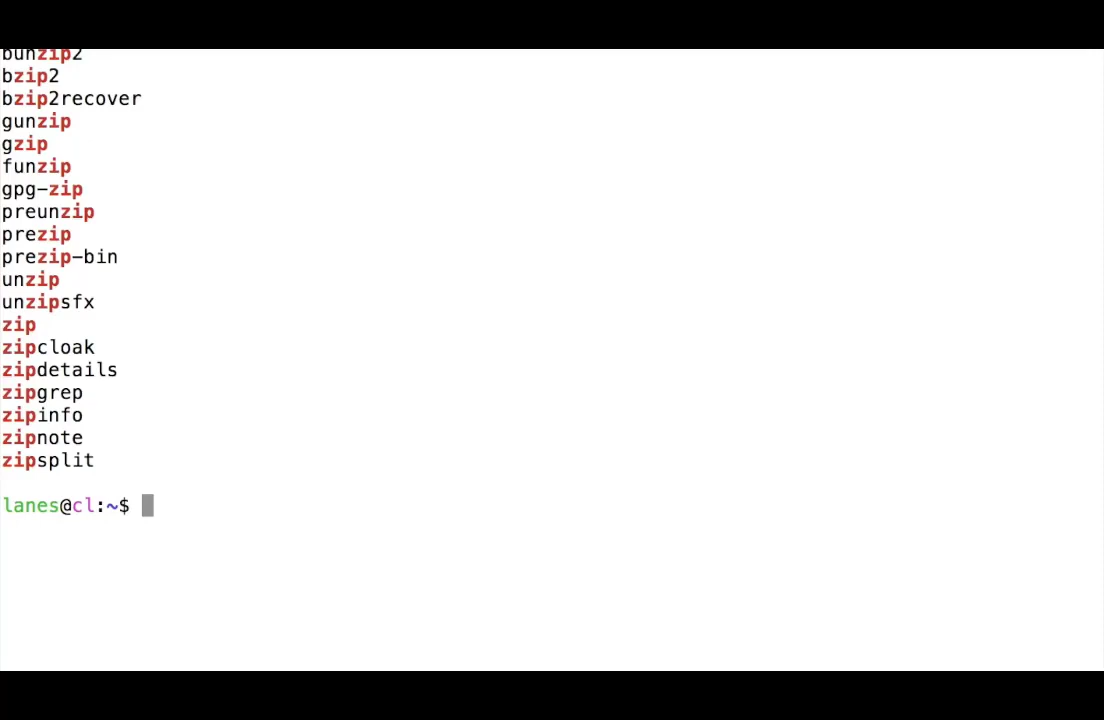 bunzip2
bzip2
bzip2recover
gunzip
gzip
funzip
gpg-zip
preunzip
prezip
prezip-bin
unzip
unzipsfx
zip
zipcloak
zipdetails
zipgrep
zipinfo
zipnote
zipsplit
lanes@cl:~$